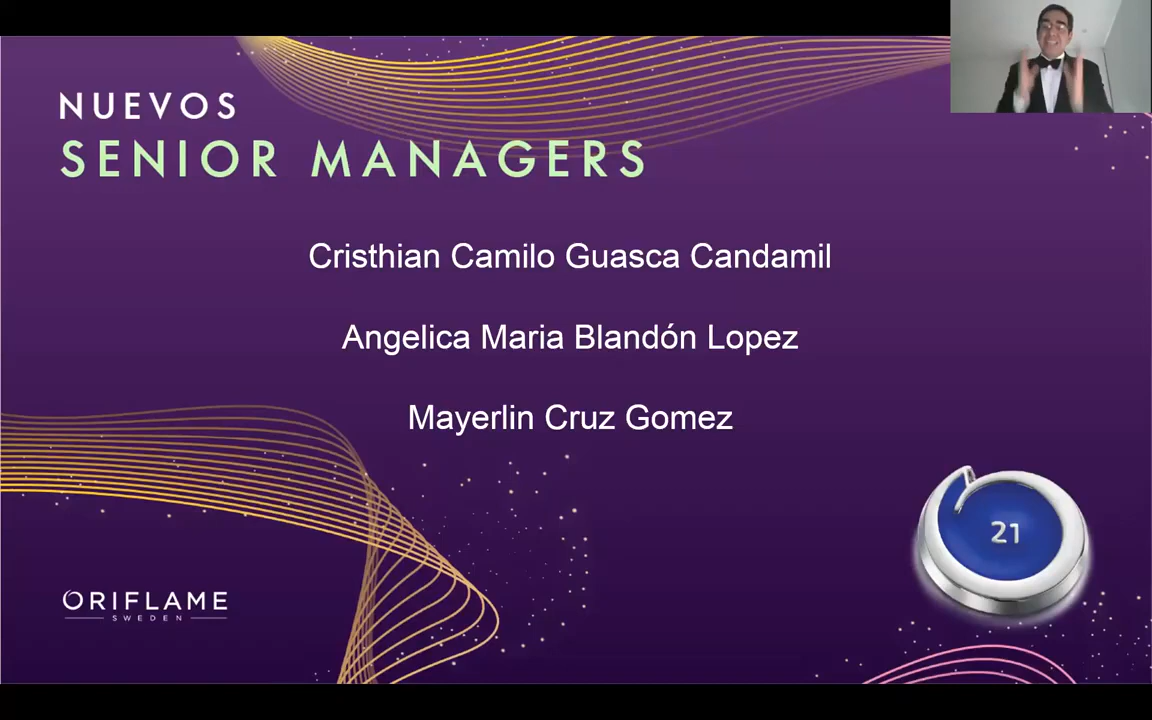 NUEVOS
SENIOR MANAGERS
Cristhian Camilo Guasca Candamil
Angelica Maria Blandón Lopez
Mayerlin Cruz Gomez
21
ORIFLAME
SWEDEN